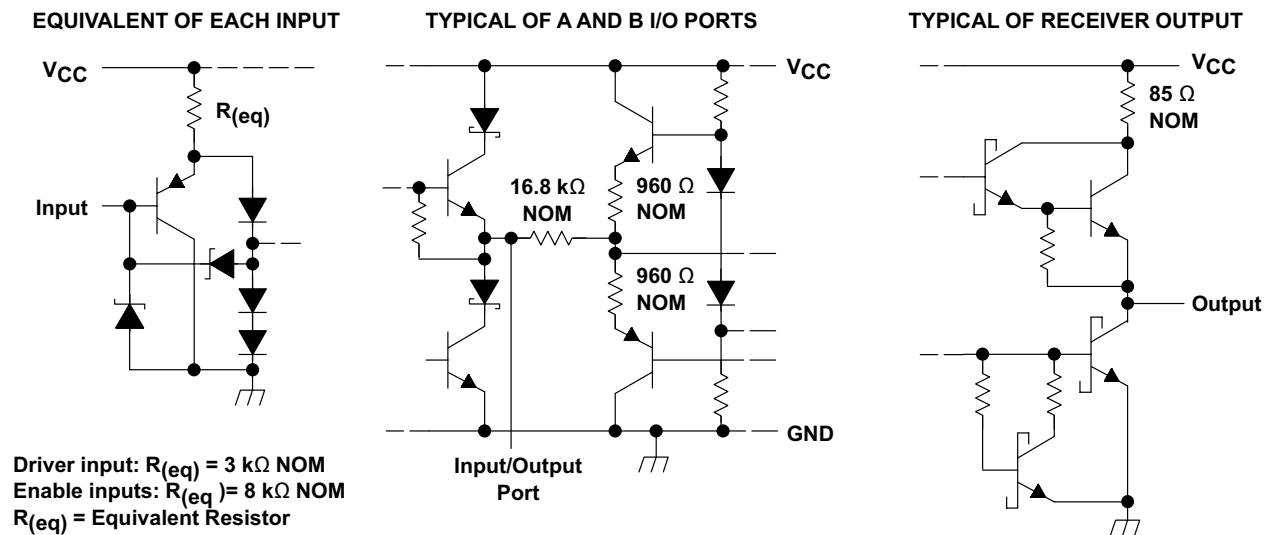 EQUIVALENT OF EACH INPUT
VCC
R(eq)
Input
Driver input: R(eq) = 3 kΩ NOM
Enable inputs: R(eq )= 8 kΩ NOM
R(eq) = Equivalent Resistor
TYPICAL OF A AND B I/O PORTS
VCC
16.8 kΩ
NOM
960 Ω
NOM
960 Ω
NOM
GND
Input/Output
Port
TYPICAL OF RECEIVER OUTPUT
VCC
85 Ω
NOM
Output